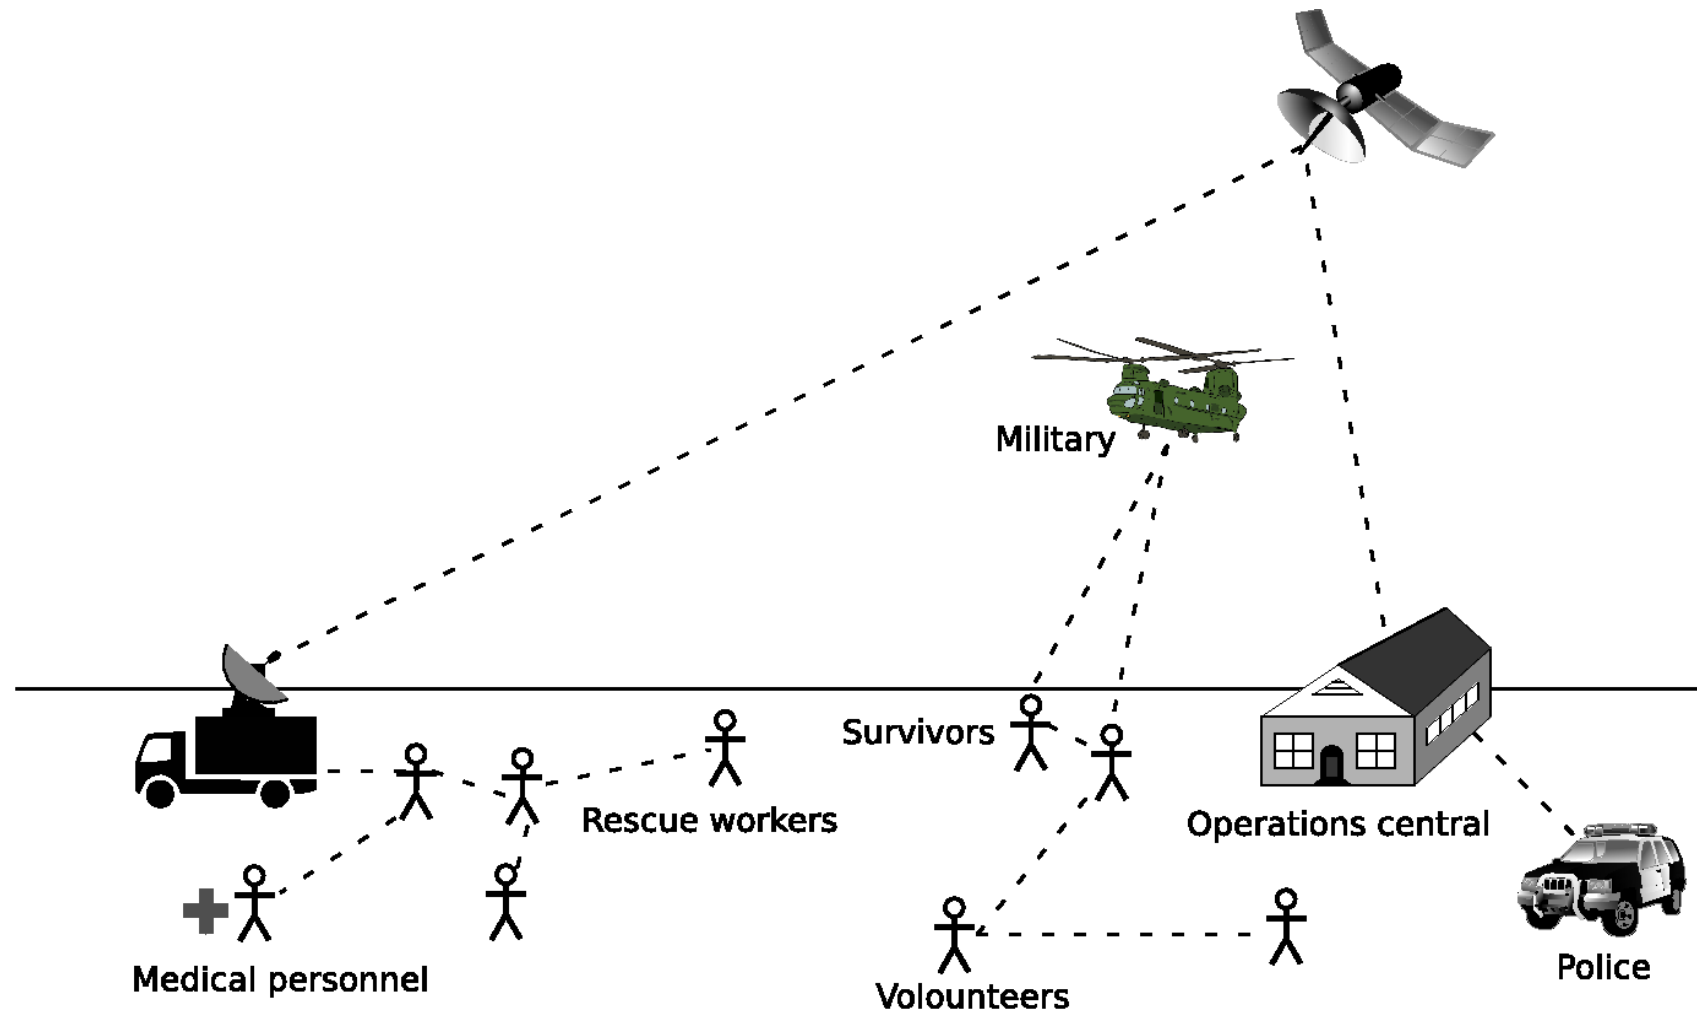 Military
Survivors
Rescue workers
Operations central
Medical personnel
Volounteers
Police